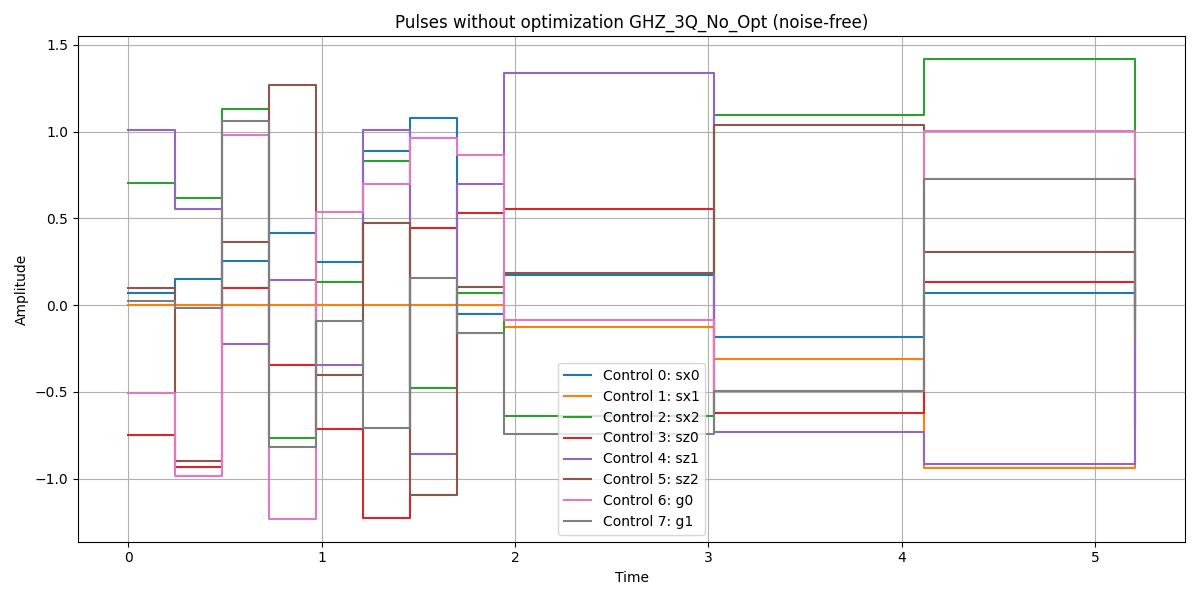 Pulses without optimization GHZ_3Q_No_Opt (noise-free)
1.5
1.0
0.5
0.0
−0.5
−1.0
Amplitude
Control 0: sx0
Control 1: sx1
Control 2: sx2
Control 3: sz0
Control 4: sz1
Control 5: sz2
Control 6: g0
Control 7: g1
0 1 2 3 4 5
Time